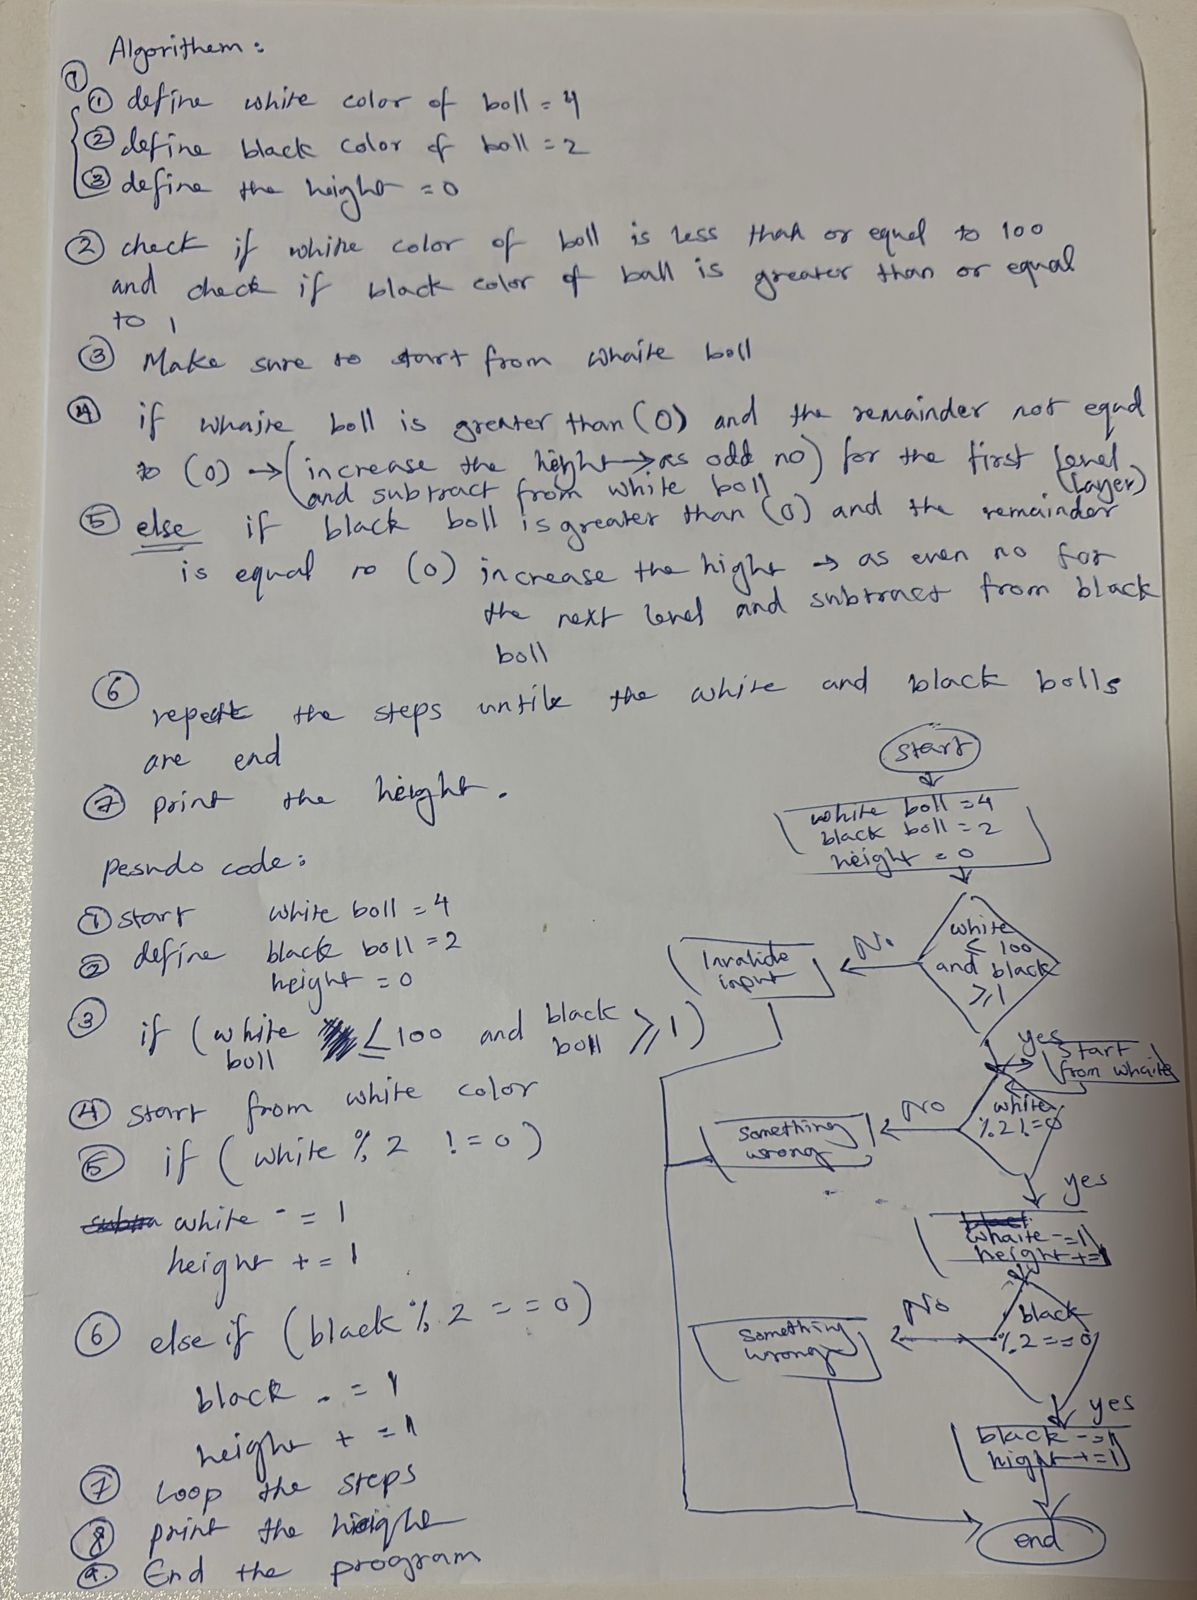 Algorithem :
①
① define white color of boll = 4
② define black color of boll = 2
③ define the height = 0
② check if white color of boll is less than or equal to 100
and check if black color of ball is greater than or equal
to 1
③ Make sure to start from whaite boll
④ if whaite boll is greater than (0) and the remainder not equal
to (0) → (increase the height → as odd no) for the first level
and subtract from white boll (Layer)
⑤ else if black boll is greater than (0) and the remainder
is equal to (0) increase the hight → as even no for
the next level and subtract from black
boll
⑥ repeat the steps untile the white and black bolls
are end
⑦ print the height.
pesudo code :
① start white boll = 4
② define black boll = 2
height = 0
③ if (white boll ≤ 100 and black boll ≥ 1)
④ start from white color
⑤ if ( white % 2 != 0 )
white -= 1
height += 1
⑥ else if (black % 2 == 0)
black -= 1
height += 1
⑦ Loop the steps
⑧ print the hieight
9. End the program
start
white boll = 4
black boll = 2
height = 0
white
≤ 100
and black
≥ 1
No
Invalide
input
yes
start
from whaite
white
% 2 != 0
No
Something
wrong
yes
whaite -= 1
height += 1
black
% 2 == 0
No
Something
wrong
yes
black -= 1
hight += 1
end